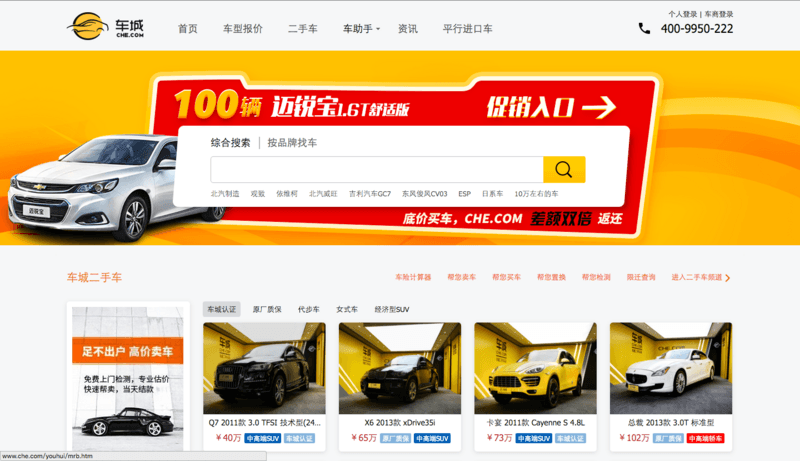 车城
CHE.COM
首页
车型报价
二手车
车助手
资讯
平行进口车
个人登录 | 车商登录
400-9950-222
100辆 迈锐宝1.6T舒适版
促销入口
综合搜索 | 按品牌找车
北汽制造 观致 依维柯 北汽威旺 吉利汽车GC7 东风俊风CV03 ESP 日系车 10万左右的车
迈锐宝
底价买车，CHE.COM 差额双倍 返还
车城二手车
车险计算器 帮您卖车 帮您买车 帮您置换 帮您检测 限迁查询 进入二手车频道
车城认证 原厂质保 代步车 女式车 经济型SUV
足不出户 高价卖车
免费上门检测，专业估价
快速帮卖，当天结款
Q7 2011款 3.0 TFSI 技术型(24...
￥40万 中高端SUV 车城认证
X6 2013款 xDrive35i
￥65万 原厂质保 中高端SUV
卡宴 2011款 Cayenne S 4.8L
￥73万 中高端SUV 车城认证
总裁 2013款 3.0T 标准型
￥102万 原厂质保 中高端轿车
www.che.com/youhui/mrb.htm